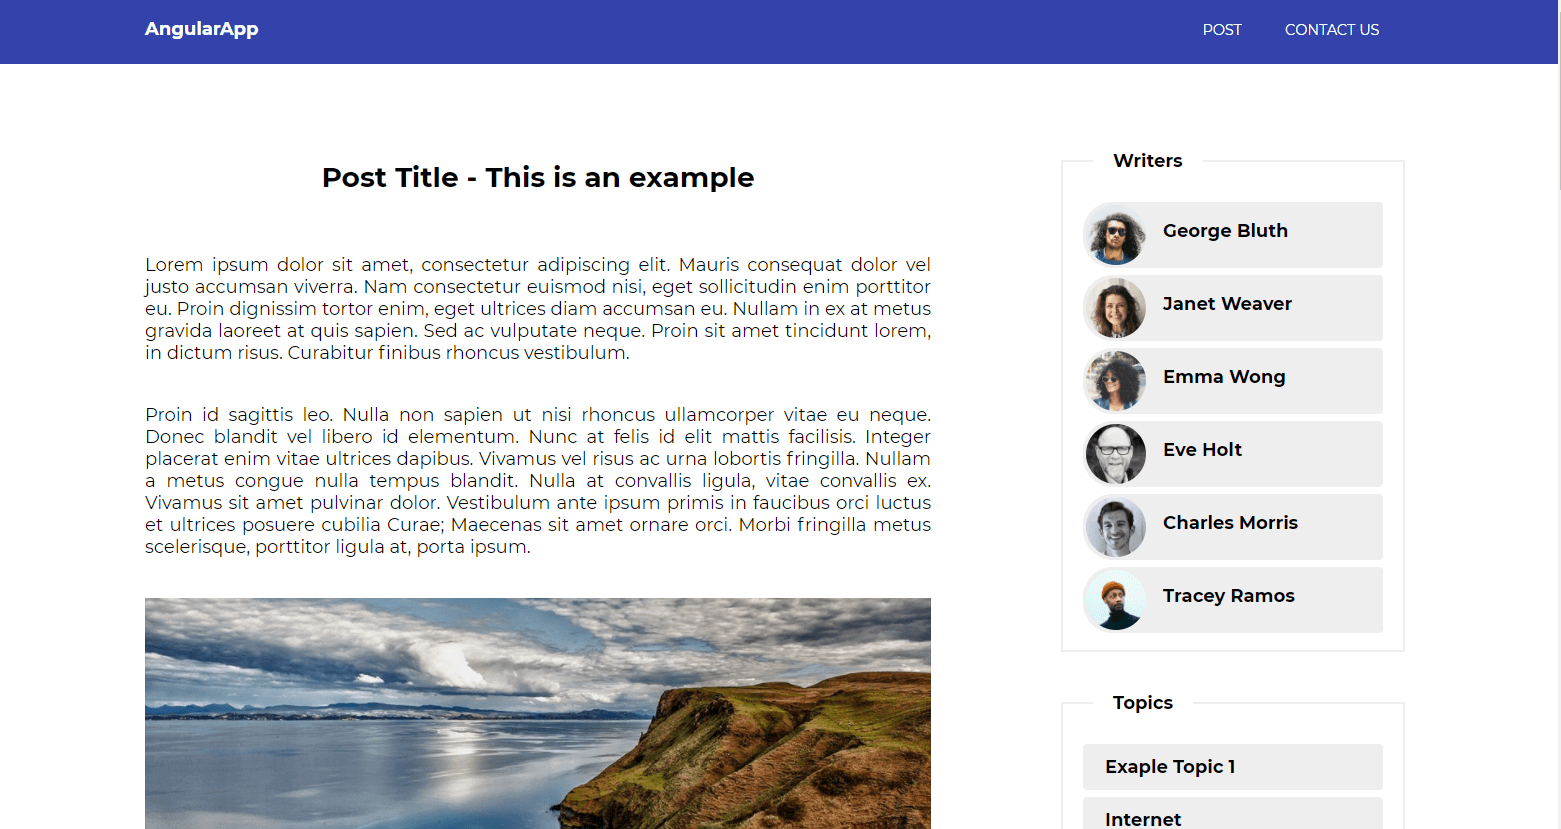 AngularApp
POST
CONTACT US
Post Title - This is an example
Lorem ipsum dolor sit amet, consectetur adipiscing elit. Mauris consequat dolor vel
justo accumsan viverra. Nam consectetur euismod nisi, eget sollicitudin enim porttitor
eu. Proin dignissim tortor enim, eget ultrices diam accumsan eu. Nullam in ex at metus
gravida laoreet at quis sapien. Sed ac vulputate neque. Proin sit amet tincidunt lorem,
in dictum risus. Curabitur finibus rhoncus vestibulum.
Proin id sagittis leo. Nulla non sapien ut nisi rhoncus ullamcorper vitae eu neque.
Donec blandit vel libero id elementum. Nunc at felis id elit mattis facilisis. Integer
placerat enim vitae ultrices dapibus. Vivamus vel risus ac urna lobortis fringilla. Nullam
a metus congue nulla tempus blandit. Nulla at convallis ligula, vitae convallis ex.
Vivamus sit amet pulvinar dolor. Vestibulum ante ipsum primis in faucibus orci luctus
et ultrices posuere cubilia Curae; Maecenas sit amet ornare orci. Morbi fringilla metus
scelerisque, porttitor ligula at, porta ipsum.
Writers
George Bluth
Janet Weaver
Emma Wong
Eve Holt
Charles Morris
Tracey Ramos
Topics
Exaple Topic 1
Internet